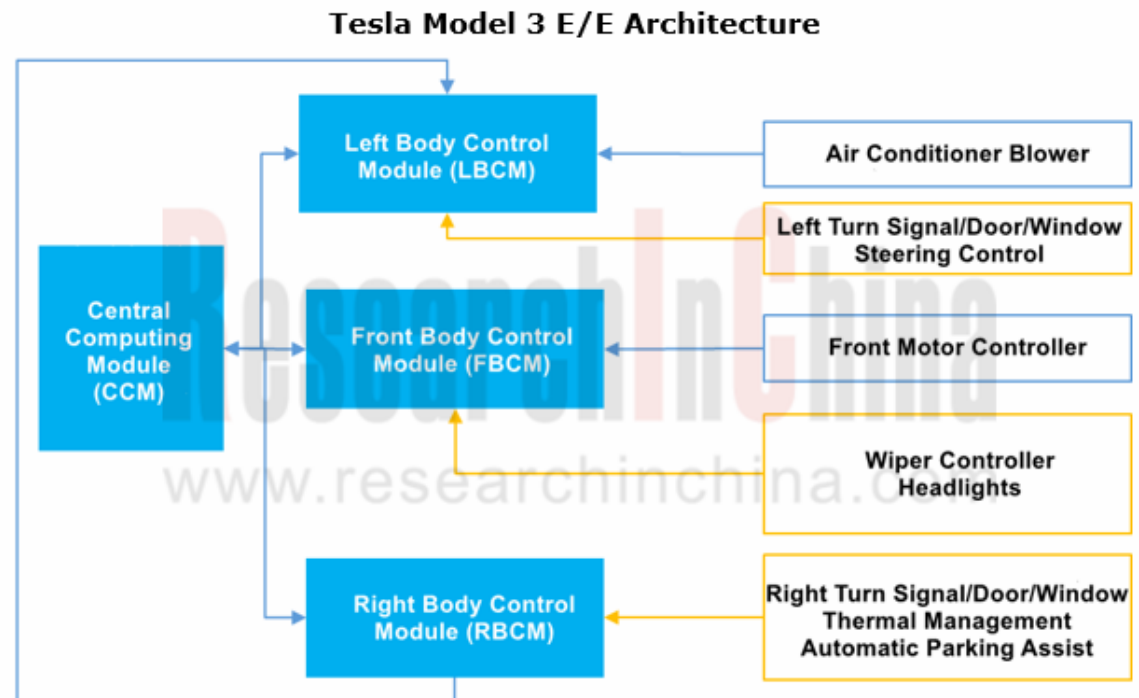 Tesla Model 3 E/E Architecture
Left Body Control
Module (LBCM)
Air Conditioner Blower
Left Turn Signal/Door/Window
Steering Control
Central
Computing
Module
(CCM)
Front Body Control
Module (FBCM)
Front Motor Controller
Wiper Controller
Headlights
Right Body Control
Module (RBCM)
Right Turn Signal/Door/Window
Thermal Management
Automatic Parking Assist
ResearchInChina
www.researchinchina.com